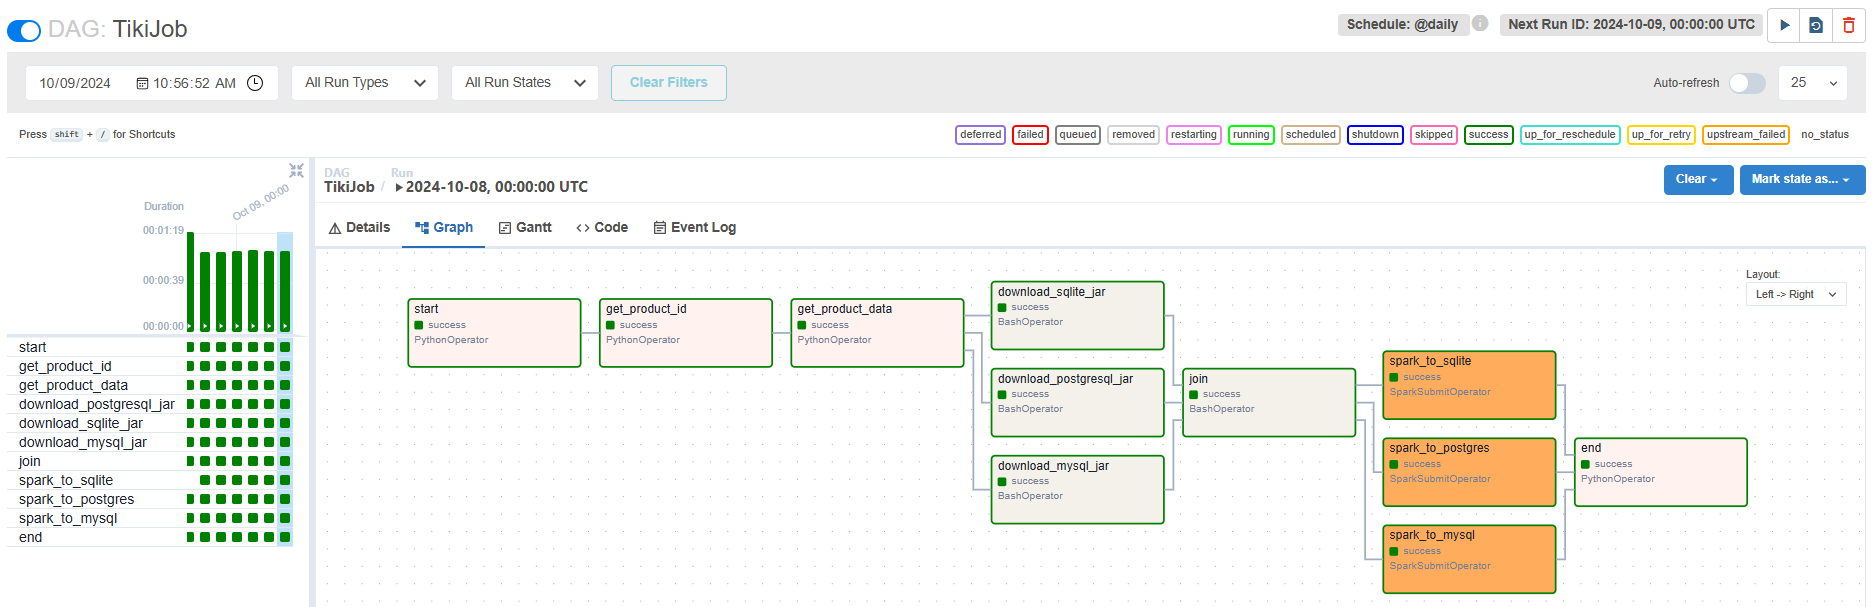 DAG: TikiJob
Schedule: @daily
Next Run ID: 2024-10-09, 00:00:00 UTC
10/09/2024 10:56:52 AM
All Run Types
All Run States
Clear Filters
Auto-refresh
25
Press shift + / for Shortcuts
deferred
failed
queued
removed
restarting
running
scheduled
shutdown
skipped
success
up_for_reschedule
up_for_retry
upstream_failed
no_status
Duration
Oct 09, 00:00
00:01:19
00:00:39
00:00:00
start
get_product_id
get_product_data
download_postgresql_jar
download_sqlite_jar
download_mysql_jar
join
spark_to_sqlite
spark_to_postgres
spark_to_mysql
end
DAG
TikiJob /
Run
2024-10-08, 00:00:00 UTC
Clear
Mark state as...
Details
Graph
Gantt
Code
Event Log
Layout:
Left -> Right
start
success
PythonOperator
get_product_id
success
PythonOperator
get_product_data
success
PythonOperator
download_sqlite_jar
success
BashOperator
download_postgresql_jar
success
BashOperator
download_mysql_jar
success
BashOperator
join
success
BashOperator
spark_to_sqlite
success
SparkSubmitOperator
spark_to_postgres
success
SparkSubmitOperator
spark_to_mysql
success
SparkSubmitOperator
end
success
PythonOperator